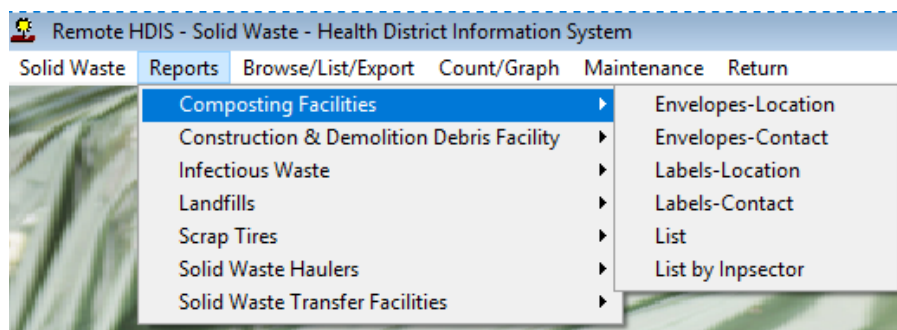 Remote HDIS - Solid Waste - Health District Information System
Solid Waste Reports Browse/List/Export Count/Graph Maintenance Return
Composting Facilities
Construction & Demolition Debris Facility
Infectious Waste
Landfills
Scrap Tires
Solid Waste Haulers
Solid Waste Transfer Facilities
Envelopes-Location
Envelopes-Contact
Labels-Location
Labels-Contact
List
List by Inpsector